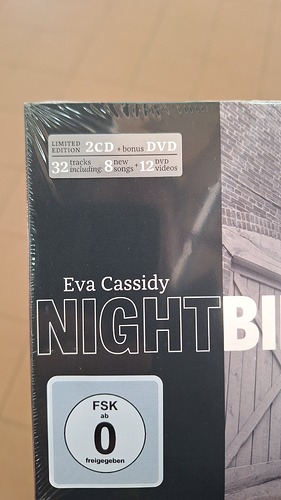 LIMITED EDITION 2CD + bonus DVD
32 tracks including: 8 new songs + 12 DVD videos
Eva Cassidy
NIGHTBI
FSK
ab
0
freigegeben